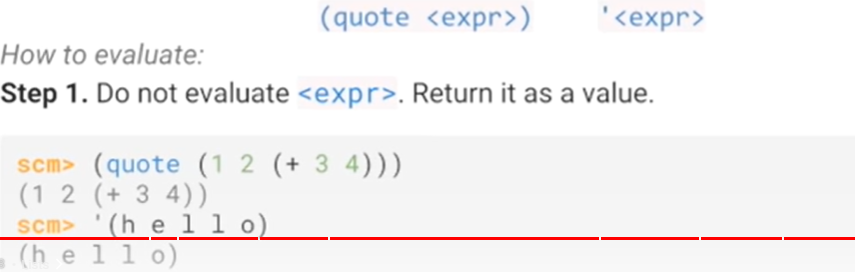 (quote <expr>) '<expr>
How to evaluate:
Step 1. Do not evaluate <expr>. Return it as a value.
scm> (quote (1 2 (+ 3 4)))
(1 2 (+ 3 4))
scm> '(h e l l o)
(h e l l o)